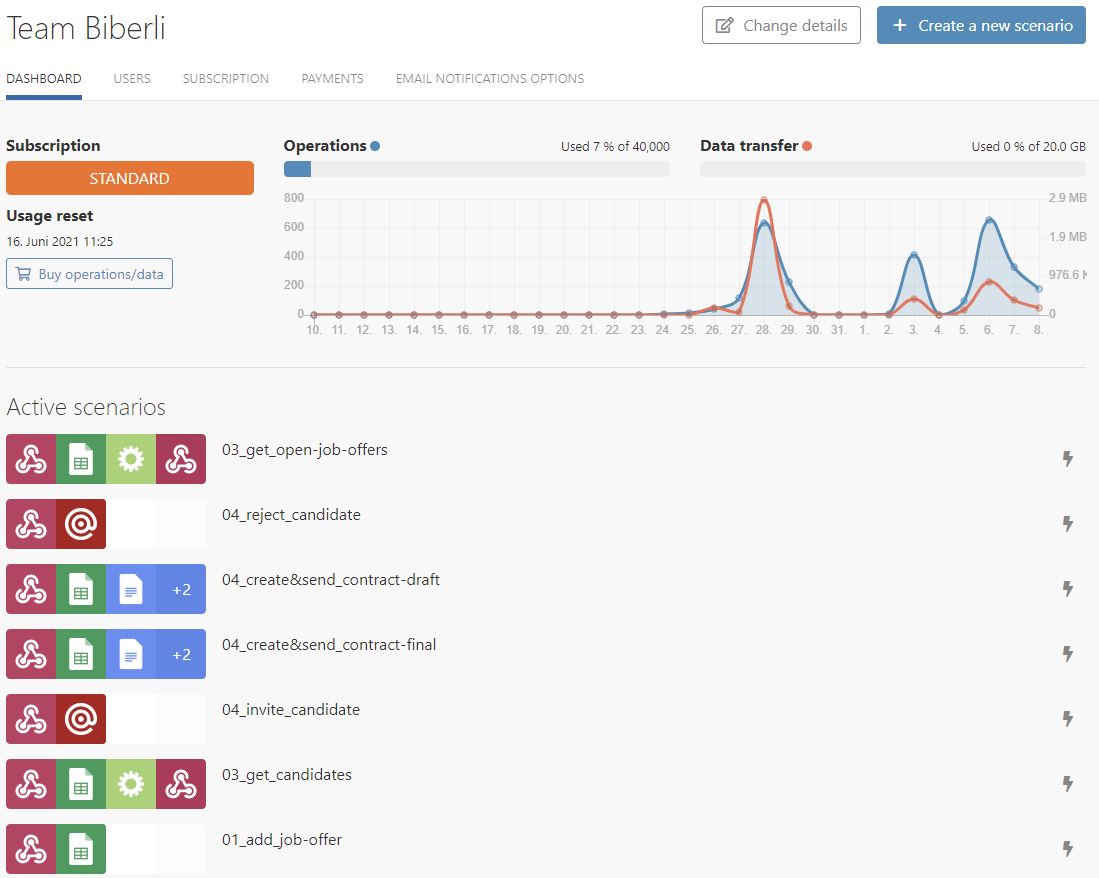 Team Biberli
Change details
+ Create a new scenario
DASHBOARD USERS SUBSCRIPTION PAYMENTS EMAIL NOTIFICATIONS OPTIONS
Subscription
STANDARD
Usage reset
16. Juni 2021 11:25
Buy operations/data
Operations Used 7 % of 40,000
Data transfer Used 0 % of 20.0 GB
800 2.9 MB
600
1.9 MB
400
976.6 K
200
0 0
10. 11. 12. 13. 14. 15. 16. 17. 18. 19. 20. 21. 22. 23. 24. 25. 26. 27. 28. 29. 30. 31. 1. 2. 3. 4. 5. 6. 7. 8.
Active scenarios
03_get_open-job-offers
04_reject_candidate
+2 04_create&send_contract-draft
+2 04_create&send_contract-final
04_invite_candidate
03_get_candidates
01_add_job-offer